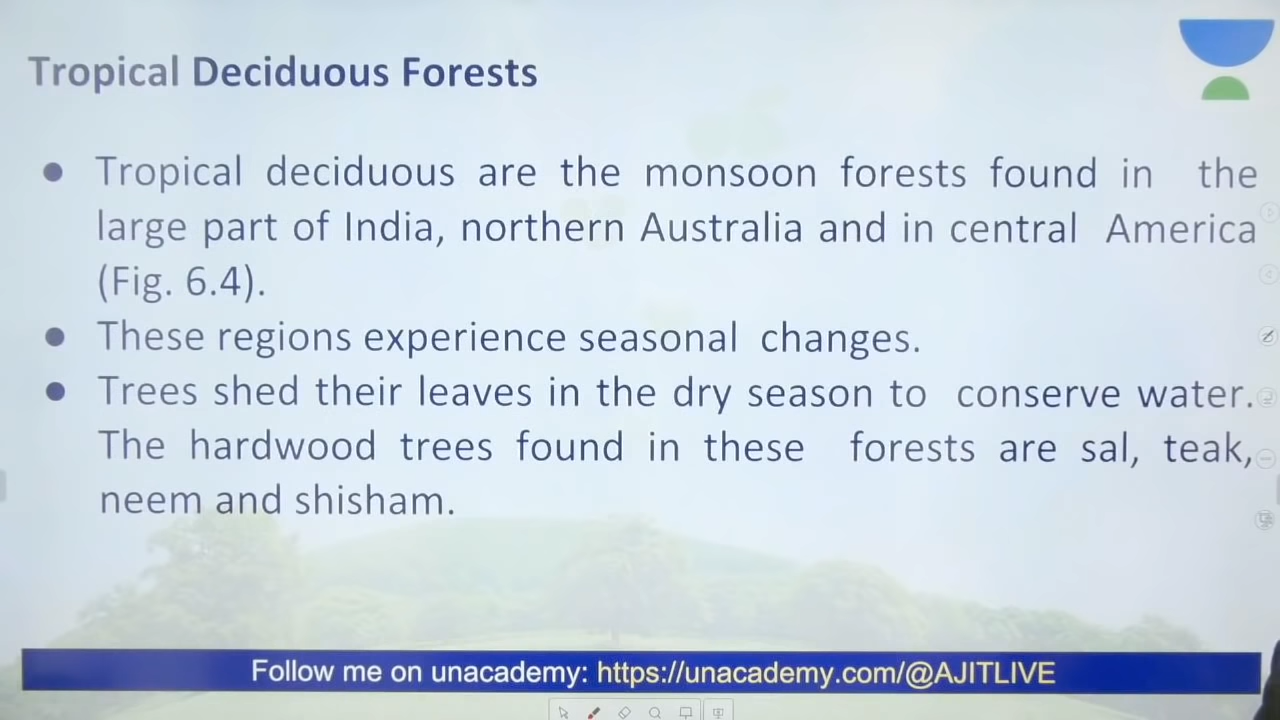 Tropical Deciduous Forests
● Tropical deciduous are the monsoon forests found in the
large part of India, northern Australia and in central America
(Fig. 6.4).
● These regions experience seasonal changes.
● Trees shed their leaves in the dry season to conserve water.
The hardwood trees found in these forests are sal, teak,
neem and shisham.
Follow me on unacademy: https://unacademy.com/@AJITLIVE